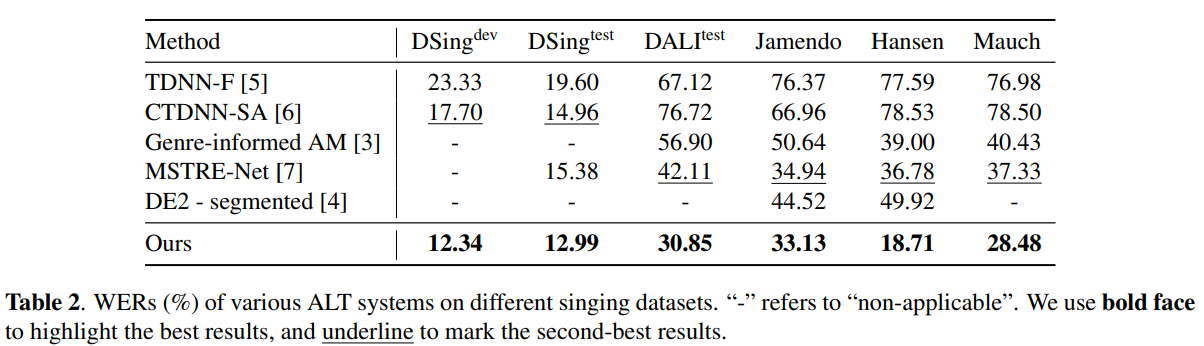 Method DSing^dev DSing^test DALI^test Jamendo Hansen Mauch
TDNN-F [5] 23.33 19.60 67.12 76.37 77.59 76.98
CTDNN-SA [6] 17.70 14.96 76.72 66.96 78.53 78.50
Genre-informed AM [3] - - 56.90 50.64 39.00 40.43
MSTRE-Net [7] - 15.38 42.11 34.94 36.78 37.33
DE2 - segmented [4] - - - 44.52 49.92 -
Ours 12.34 12.99 30.85 33.13 18.71 28.48
Table 2. WERs (%) of various ALT systems on different singing datasets. “-” refers to “non-applicable”. We use bold face
to highlight the best results, and underline to mark the second-best results.